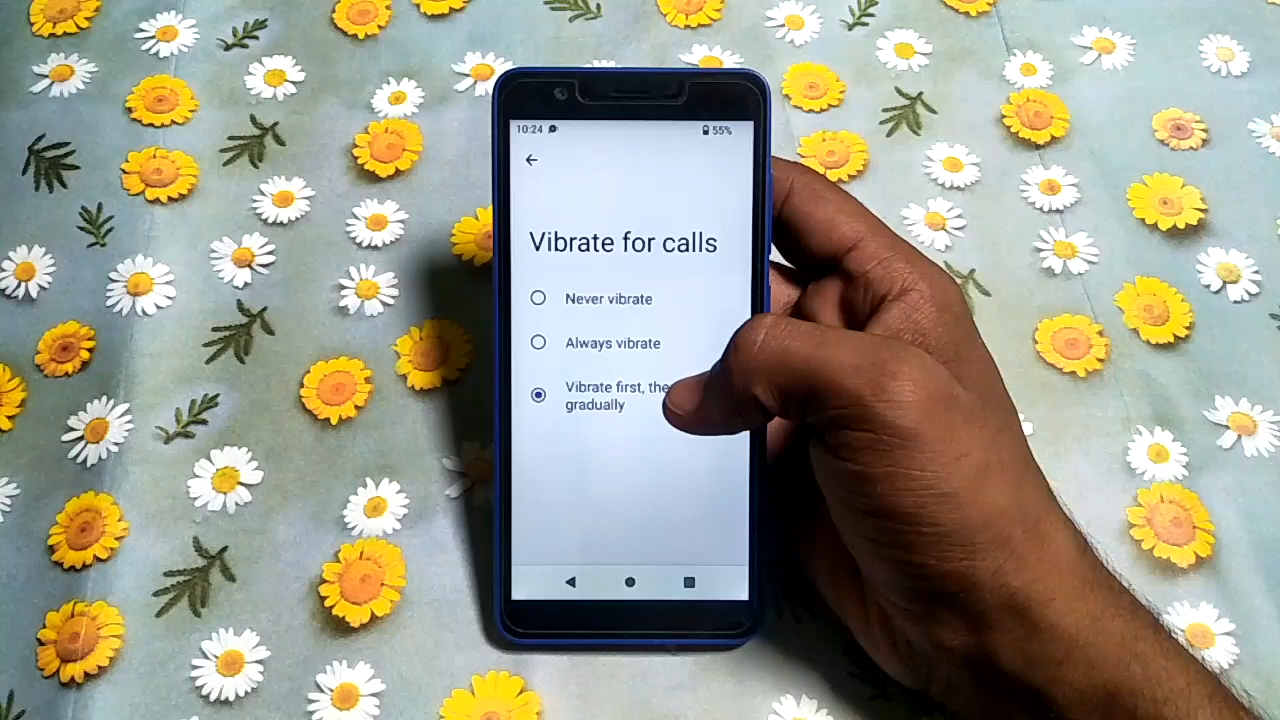 10:24
55%
Vibrate for calls
Never vibrate
Always vibrate
Vibrate first, the
gradually